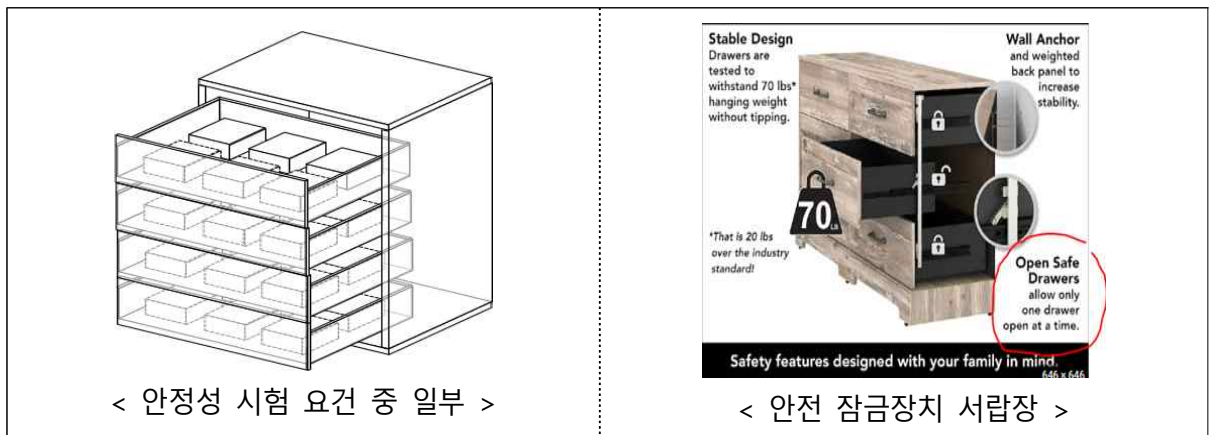 Stable Design
Drawers are
tested to
withstand 70 lbs*
hanging weight
without tipping.
Wall Anchor
and weighted
back panel to
increase
stability.
70
LB
*That is 20 lbs
over the industry
standard!
Open Safe
Drawers
allow only
one drawer
open at a time.
Safety features designed with your family in mind.
646 x 646
< 안정성 시험 요건 중 일부 >
< 안전 잠금장치 서랍장 >